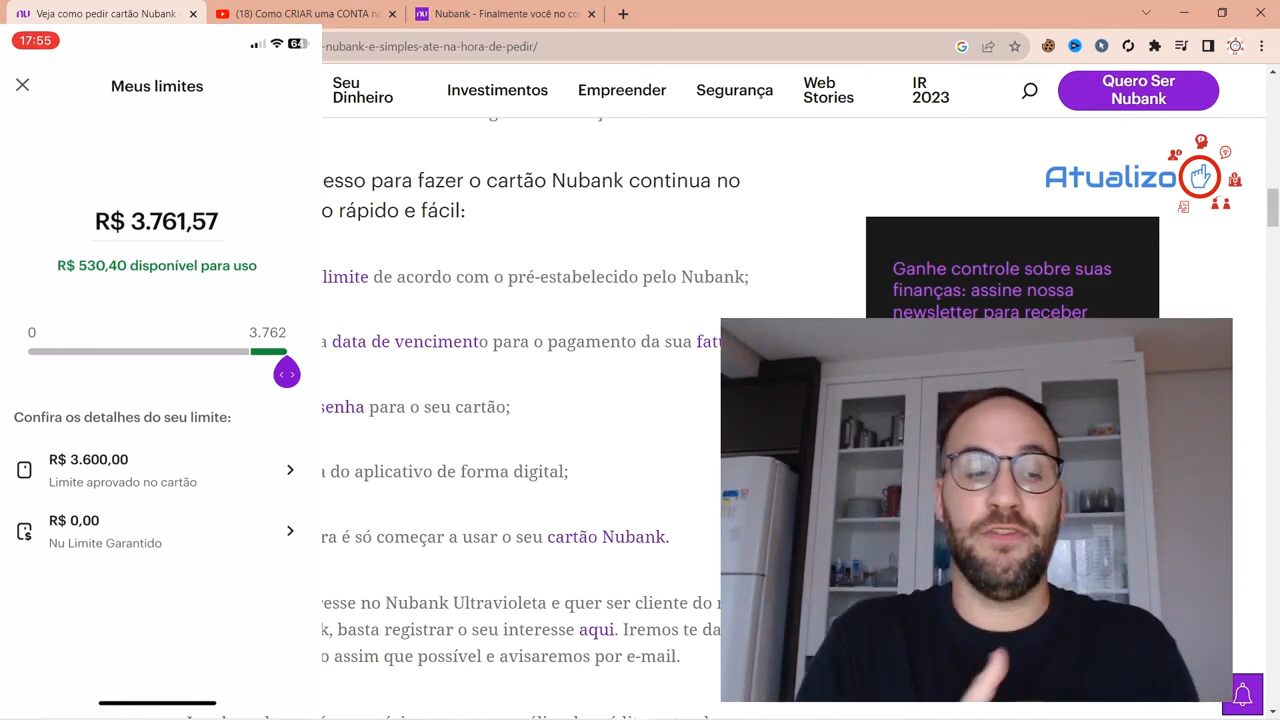 Veja como pedir cartão Nubank
(18) Como CRIAR uma CONTA na
Nubank - Finalmente você no co
-nubank-e-simples-ate-na-hora-de-pedir/
17:55
64
Meus limites
R$ 3.761,57
R$ 530,40 disponível para uso
0
3.762
Confira os detalhes do seu limite:
R$ 3.600,00
Limite aprovado no cartão
R$ 0,00
Nu Limite Garantido
Seu
Dinheiro
Investimentos
Empreender
Segurança
Web
Stories
IR
2023
Quero Ser
Nubank
Atualizo
esso para fazer o cartão Nubank continua no
o rápido e fácil:
limite de acordo com o pré-estabelecido pelo Nubank;
a data de vencimento para o pagamento da sua fatu
senha para o seu cartão;
a do aplicativo de forma digital;
ra é só começar a usar o seu cartão Nubank.
resse no Nubank Ultravioleta e quer ser cliente do r
k, basta registrar o seu interesse aqui. Iremos te da
o assim que possível e avisaremos por e-mail.
Ganhe controle sobre suas
finanças: assine nossa
newsletter para receber